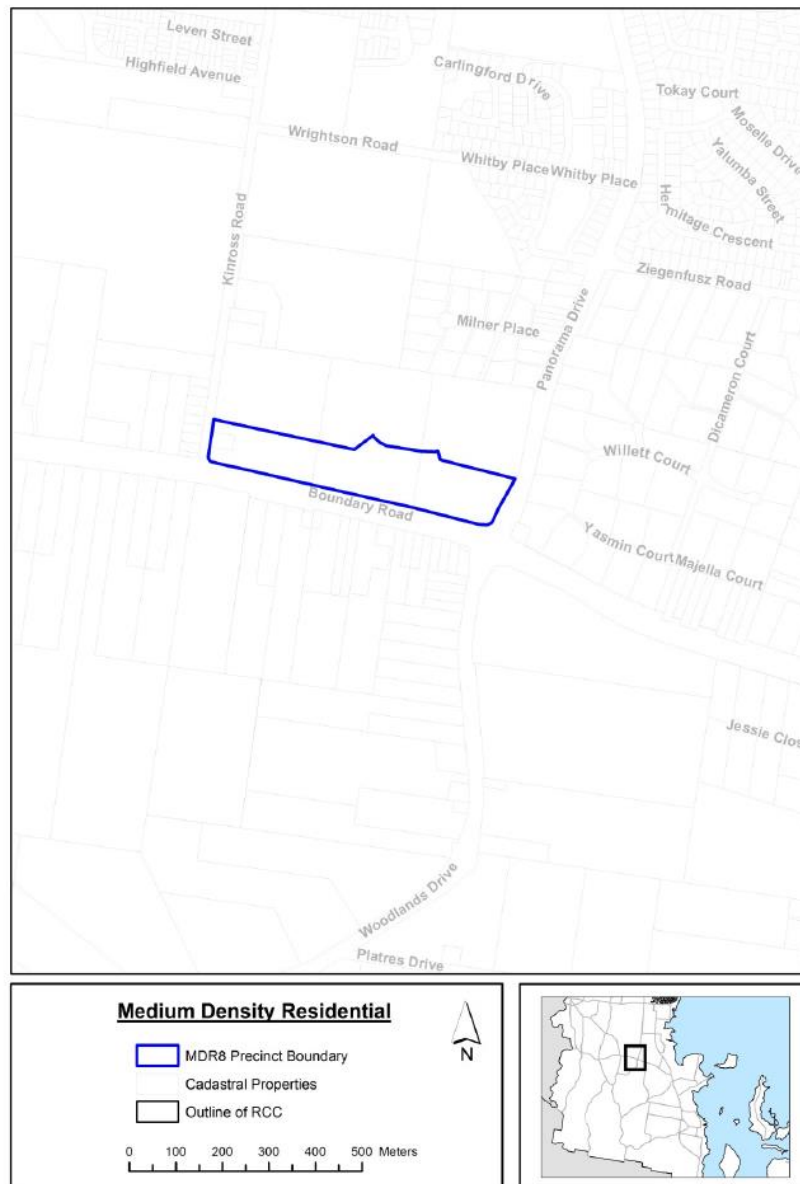 Leven Street
Highfield Avenue
Carlingford Drive
Tokay Court
Moselle Drive
Wrightson Road
Yalumba Street
Whitby Place Whitby Place
Hermitage Crescent
Kinross Road
Ziegenfusz Road
Panorama Drive
Milner Place
Dicameron Court
Willett Court
Boundary Road
Yasmin Court Majella Court
Jessie Clos
Woodlands Drive
Platres Drive
Medium Density Residential
MDR8 Precinct Boundary
Cadastral Properties
Outline of RCC
N
0 100 200 300 400 500 Meters